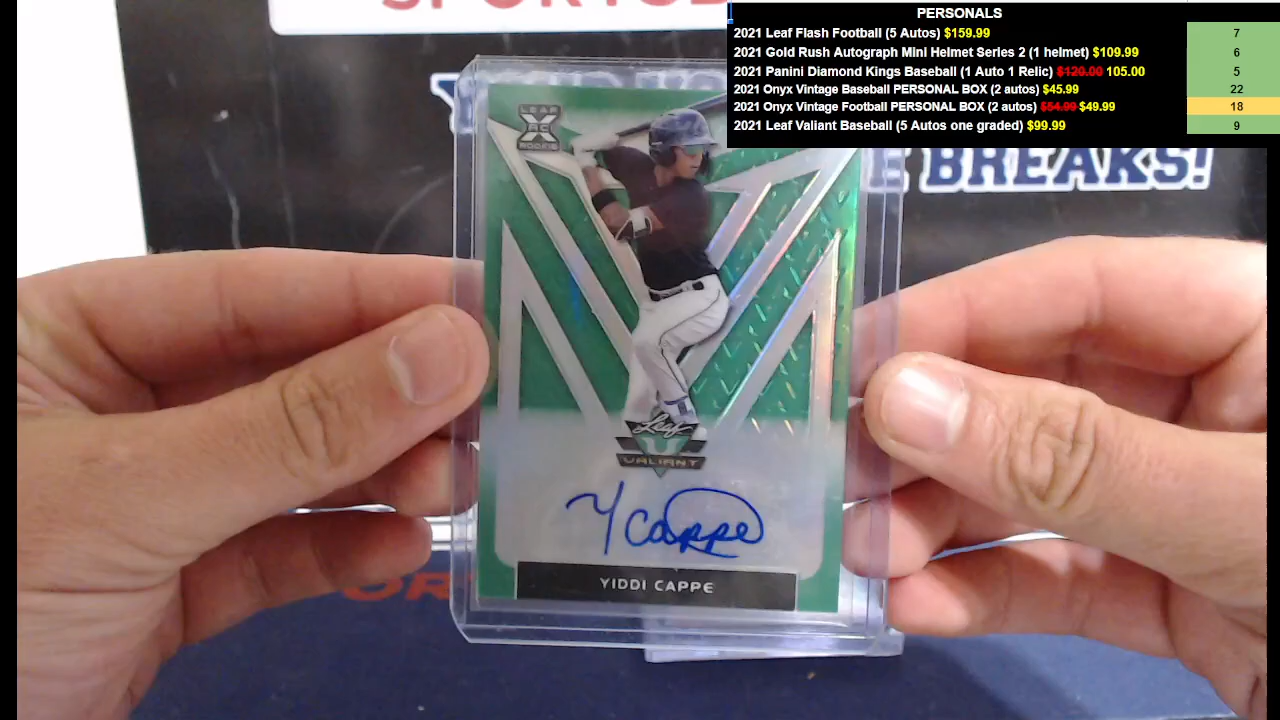 PERSONALS
2021 Leaf Flash Football (5 Autos) $159.99 7
2021 Gold Rush Autograph Mini Helmet Series 2 (1 helmet) $109.99 6
2021 Panini Diamond Kings Baseball (1 Auto 1 Relic) $120.00 105.00 5
2021 Onyx Vintage Baseball PERSONAL BOX (2 autos) $45.99 22
2021 Onyx Vintage Football PERSONAL BOX (2 autos) $54.99 $49.99 18
2021 Leaf Valiant Baseball (5 Autos one graded) $99.99 9
BREAKS!
LEAF
X
RC
ROOKIE
Leaf
VALIANT
Y Cappe
YIDDI CAPPE